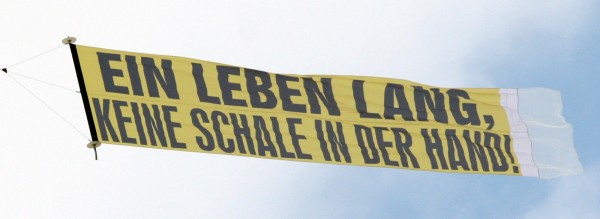 EIN LEBEN LANG,
KEINE SCHALE IN DER HAND!